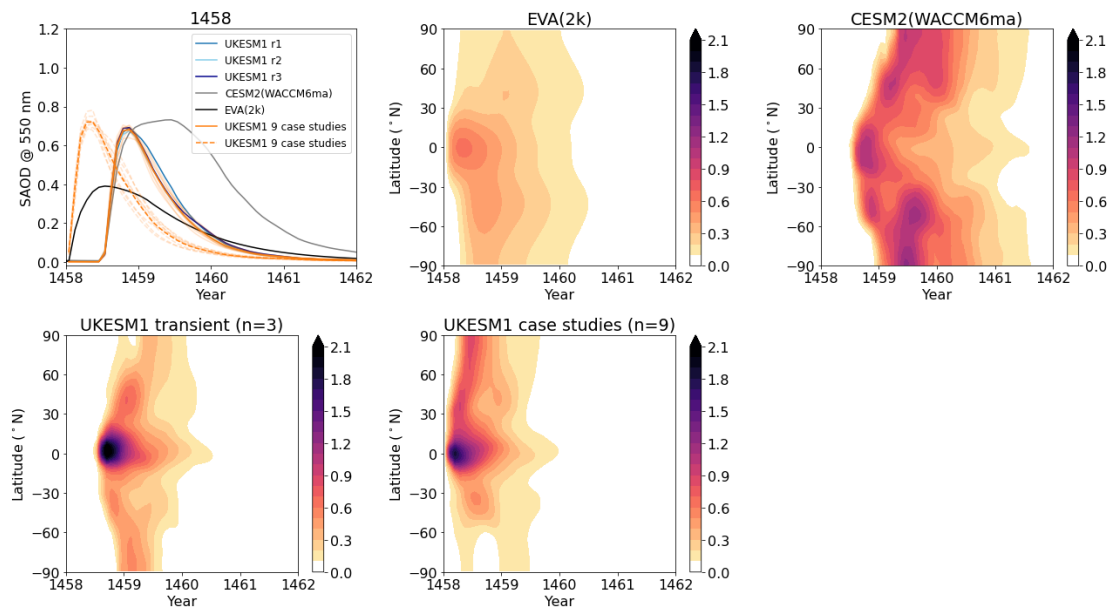 1458
SAOD @ 550 nm
1.2
1.0
0.8
0.6
0.4
0.2
0.0
UKESM1 r1
UKESM1 r2
UKESM1 r3
CESM2(WACCM6ma)
EVA(2k)
UKESM1 9 case studies
UKESM1 9 case studies
1458 1459 1460 1461 1462
Year
EVA(2k)
Latitude (°N)
90
60
30
0
−30
−60
−90
1458 1459 1460 1461 1462
Year
2.1
1.8
1.5
1.2
0.9
0.6
0.3
0.0
CESM2(WACCM6ma)
Latitude (°N)
90
60
30
0
−30
−60
−90
1458 1459 1460 1461 1462
Year
2.1
1.8
1.5
1.2
0.9
0.6
0.3
0.0
UKESM1 transient (n=3)
Latitude (°N)
90
60
30
0
−30
−60
−90
1458 1459 1460 1461 1462
Year
2.1
1.8
1.5
1.2
0.9
0.6
0.3
0.0
UKESM1 case studies (n=9)
Latitude (°N)
90
60
30
0
−30
−60
−90
1458 1459 1460 1461 1462
Year
2.1
1.8
1.5
1.2
0.9
0.6
0.3
0.0